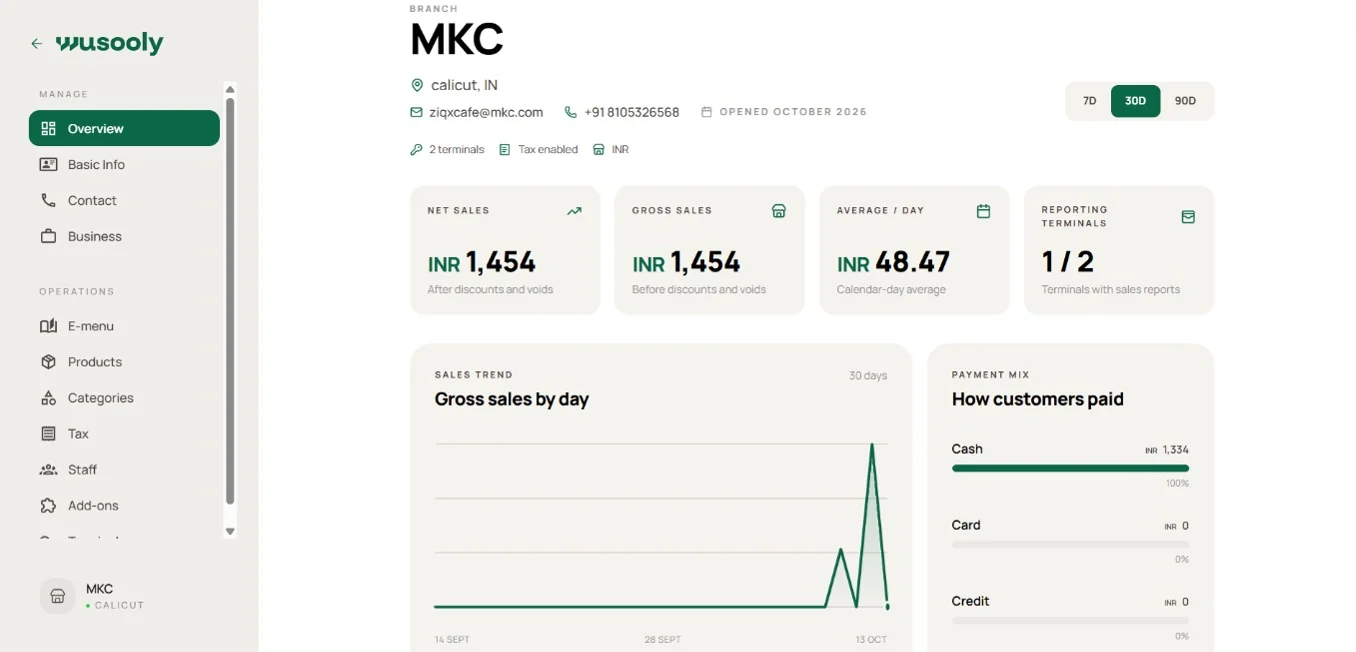 wusooly
MANAGE
Overview
Basic Info
Contact
Business
OPERATIONS
E-menu
Products
Categories
Tax
Staff
Add-ons
MKC
CALICUT
BRANCH
MKC
calicut, IN
ziqxcafe@mkc.com +91 8105326568 OPENED OCTOBER 2026
2 terminals Tax enabled INR
7D 30D 90D
NET SALES
INR 1,454
After discounts and voids
GROSS SALES
INR 1,454
Before discounts and voids
AVERAGE / DAY
INR 48.47
Calendar-day average
REPORTING
TERMINALS
1 / 2
Terminals with sales reports
SALES TREND
30 days
Gross sales by day
14 SEPT 28 SEPT 13 OCT
PAYMENT MIX
How customers paid
Cash INR 1,334
100%
Card INR 0
0%
Credit INR 0
0%